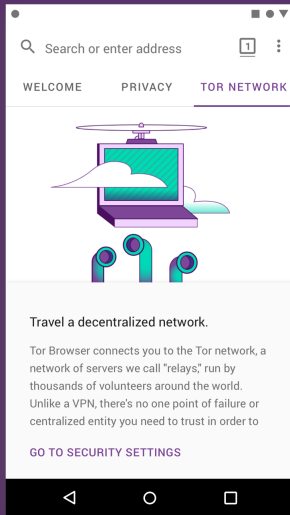 Search or enter address
1
WELCOME PRIVACY TOR NETWORK
Travel a decentralized network.
Tor Browser connects you to the Tor network, a
network of servers we call "relays," run by
thousands of volunteers around the world.
Unlike a VPN, there's no one point of failure or
centralized entity you need to trust in order to
GO TO SECURITY SETTINGS